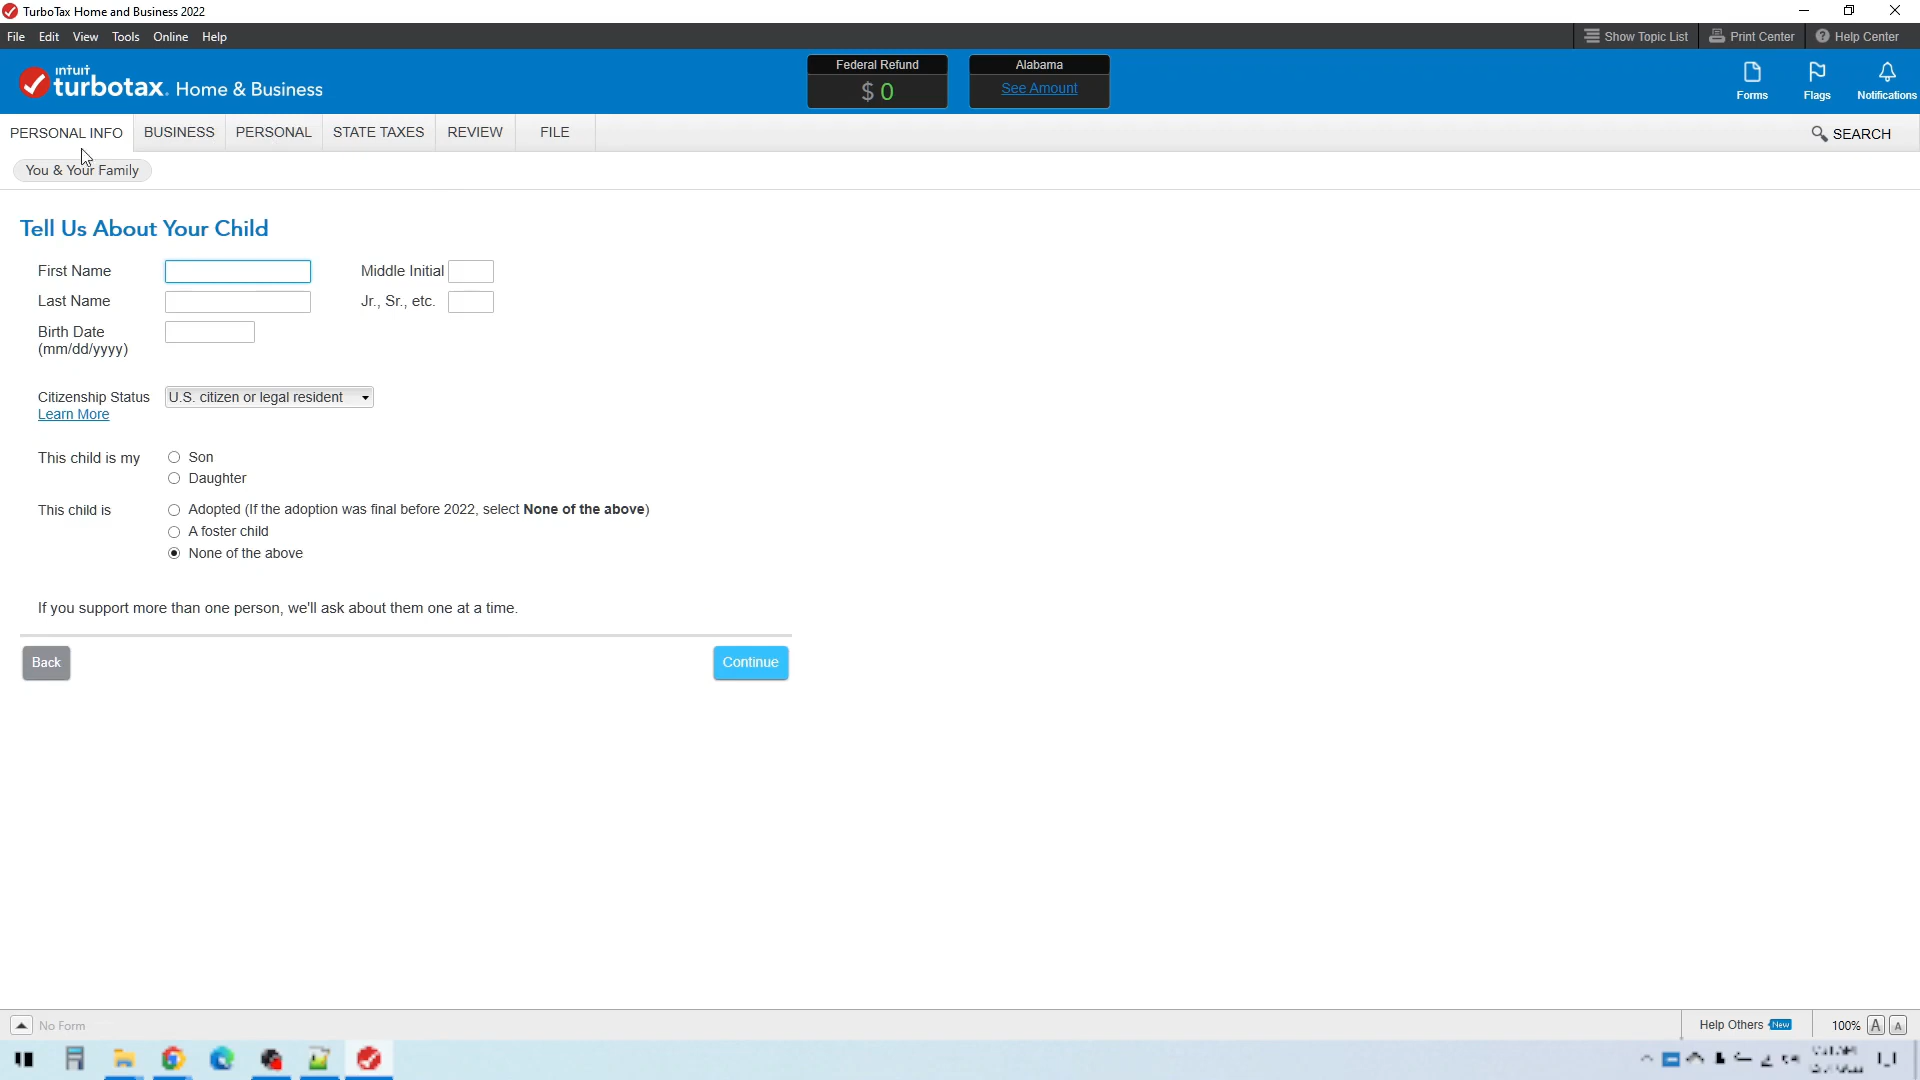 TurboTax Home and Business 2022
File Edit View Tools Online Help
Show Topic List Print Center Help Center
intuit turbotax. Home & Business
Federal Refund
$ 0
Alabama
See Amount
Forms Flags Notifications
PERSONAL INFO BUSINESS PERSONAL STATE TAXES REVIEW FILE SEARCH
You & Your Family
Tell Us About Your Child
First Name Middle Initial
Last Name Jr., Sr., etc.
Birth Date
(mm/dd/yyyy)
Citizenship Status U.S. citizen or legal resident
Learn More
This child is my Son
Daughter
This child is Adopted (If the adoption was final before 2022, select None of the above)
A foster child
None of the above
If you support more than one person, we'll ask about them one at a time.
Back Continue
No Form Help Others New 100% A A